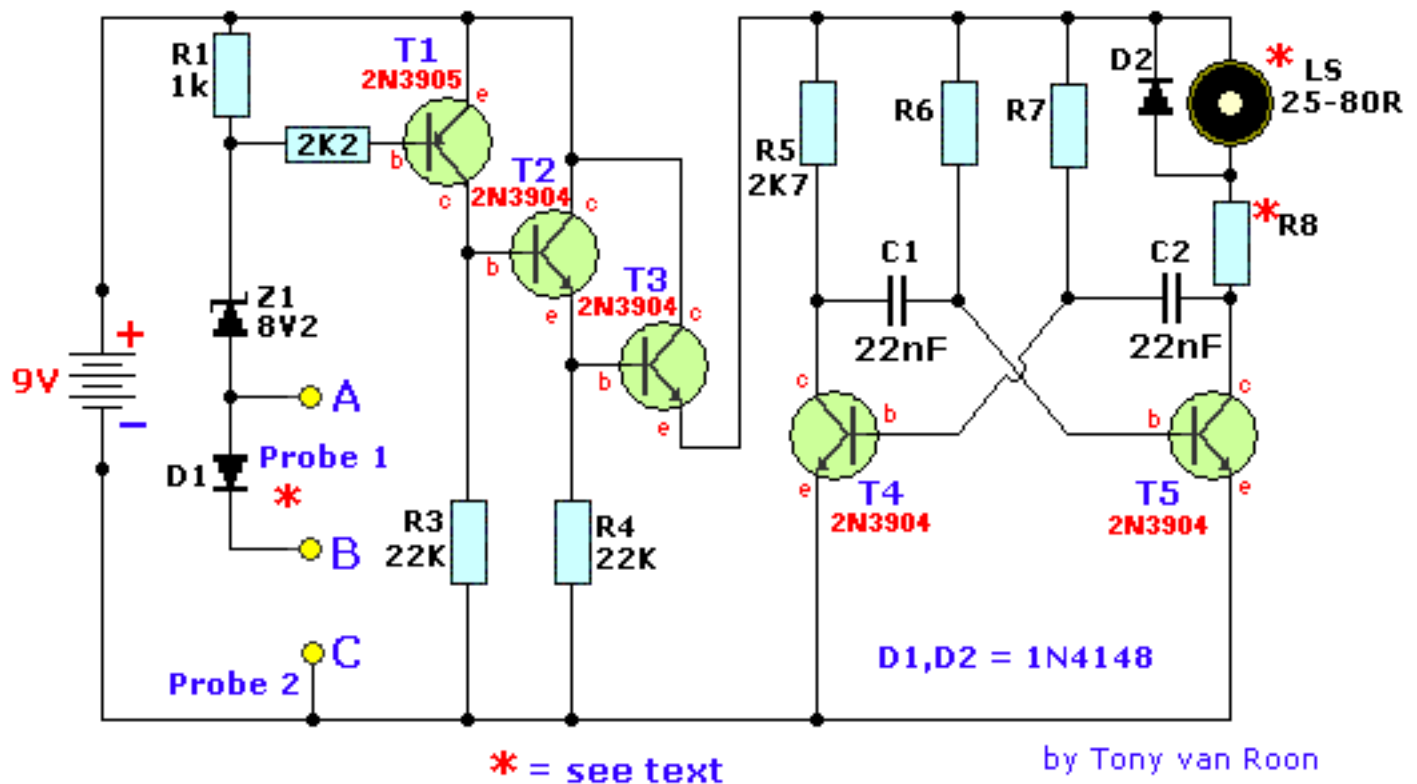 R1
1k
T1
2N3905
e
b
c
2K2
T2
2N3904
c
b
e
T3
2N3904
c
b
e
Z1
8V2
9V
+
−
A
Probe 1
*
D1
B
C
Probe 2
R3
22K
R4
22K
R5
2K7
R6
R7
D2
*
LS
25-80R
*
R8
C1
22nF
C2
22nF
c
b
e
T4
2N3904
c
b
e
T5
2N3904
D1,D2 = 1N4148
* = see text
by Tony van Roon